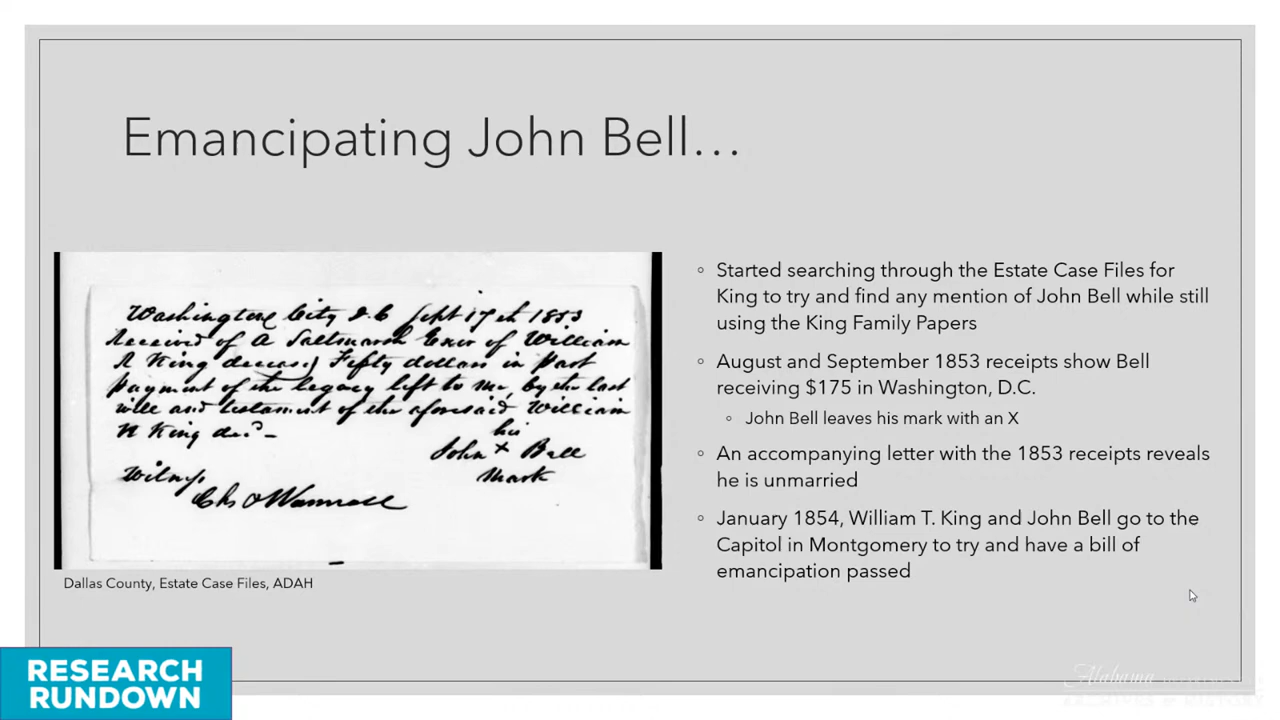 Emancipating John Bell…
Washington City D.C Sept 17th 1853
Received of A Saltmarsh Exor of William
R King deceased Fifty dollars in Part
Payment of the legacy left to me, by the last
will and testament of the aforesaid William
R King decd -
his
John x Bell
mark
Witness
Dallas County, Estate Case Files, ADAH
◦ Started searching through the Estate Case Files for
King to try and find any mention of John Bell while still
using the King Family Papers
◦ August and September 1853 receipts show Bell
receiving $175 in Washington, D.C.
◦ John Bell leaves his mark with an X
◦ An accompanying letter with the 1853 receipts reveals
he is unmarried
◦ January 1854, William T. King and John Bell go to the
Capitol in Montgomery to try and have a bill of
emancipation passed
RESEARCH
RUNDOWN
Alabama DEPARTMENT OF
ARCHIVES & HISTORY